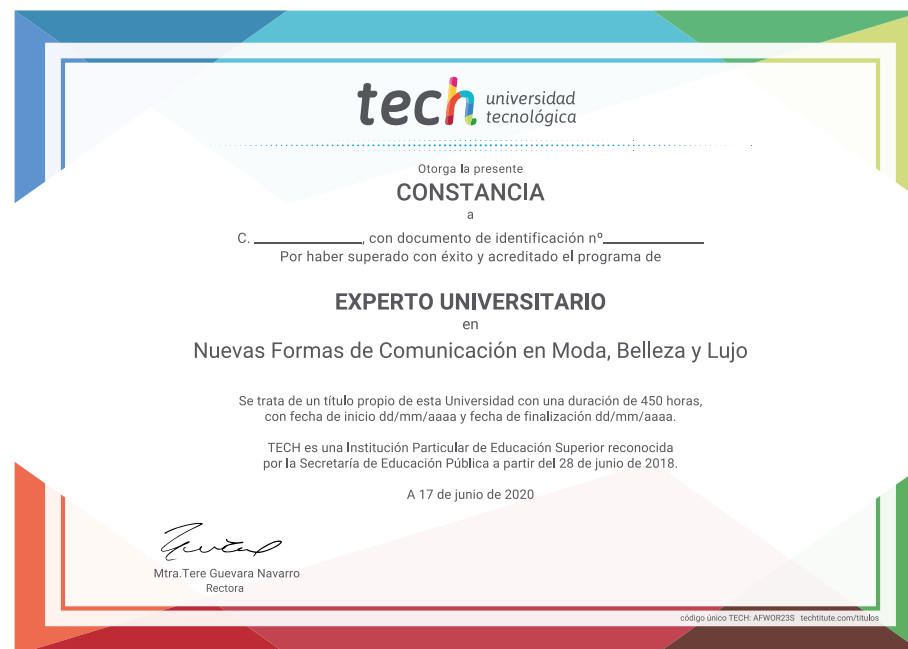 tech universidad
tecnológica
Otorga la presente
CONSTANCIA
a
C. ______________, con documento de identificación nº_____________
Por haber superado con éxito y acreditado el programa de
EXPERTO UNIVERSITARIO
en
Nuevas Formas de Comunicación en Moda, Belleza y Lujo
Se trata de un título propio de esta Universidad con una duración de 450 horas,
con fecha de inicio dd/mm/aaaa y fecha de finalización dd/mm/aaaa.
TECH es una Institución Particular de Educación Superior reconocida
por la Secretaría de Educación Pública a partir del 28 de junio de 2018.
A 17 de junio de 2020
Mtra.Tere Guevara Navarro
Rectora
código único TECH: AFWOR23S techtitute.com/titulos